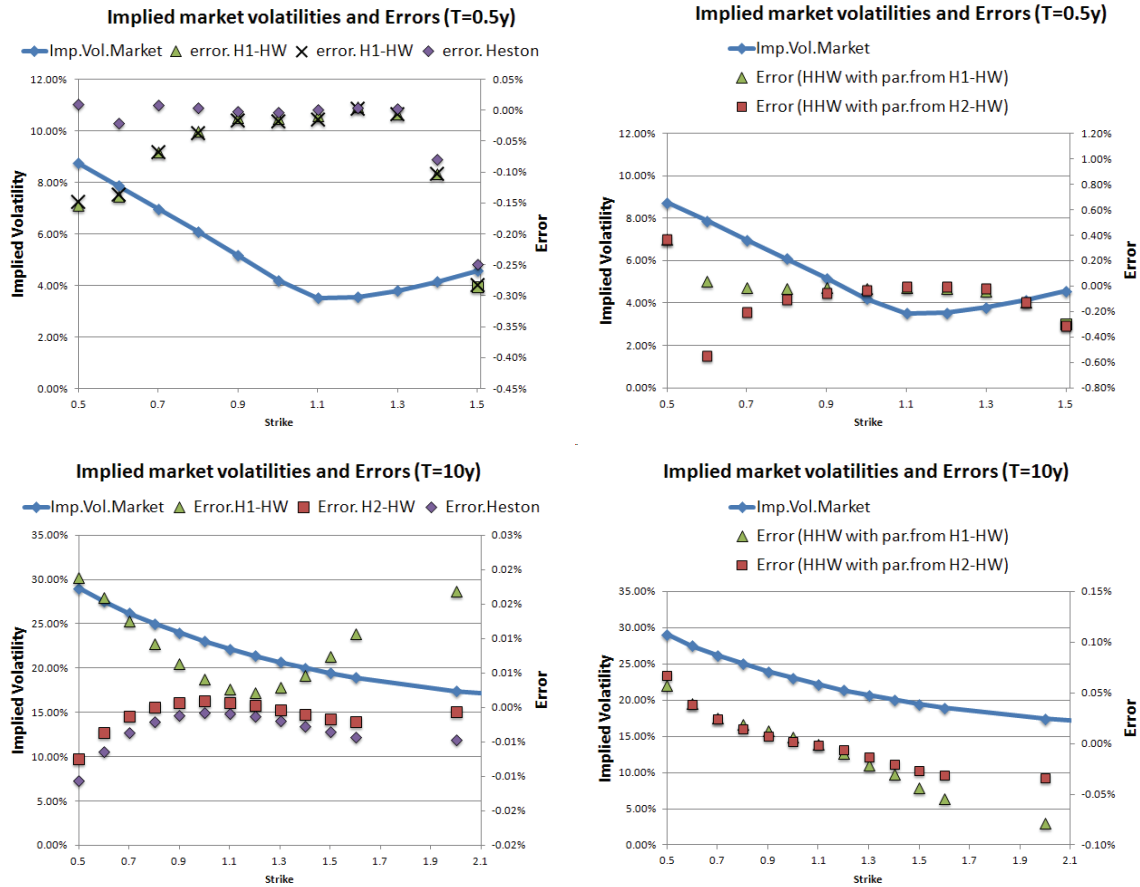 Implied market volatilities and Errors (T=0.5y)
Imp.Vol.Market error. H1-HW error. H1-HW error. Heston
12.00%
10.00%
8.00%
6.00%
4.00%
2.00%
0.00%
Implied Volatility
0.05%
0.00%
-0.05%
-0.10%
-0.15%
-0.20%
-0.25%
-0.30%
-0.35%
-0.40%
-0.45%
Error
0.5 0.7 0.9 1.1 1.3 1.5
Strike
Implied market volatilities and Errors (T=0.5y)
Imp.Vol.Market
Error (HHW with par.from H1-HW)
Error (HHW with par.from H2-HW)
12.00%
10.00%
8.00%
6.00%
4.00%
2.00%
0.00%
Implied Volatility
1.20%
1.00%
0.80%
0.60%
0.40%
0.20%
0.00%
-0.20%
-0.40%
-0.60%
-0.80%
Error
0.5 0.6 0.7 0.8 0.9 1.0 1.1 1.2 1.3 1.4 1.5
Strike
Implied market volatilities and Errors (T=10y)
Imp.Vol.Market Error.H1-HW Error. H2-HW Error.Heston
35.00%
30.00%
25.00%
20.00%
15.00%
10.00%
5.00%
0.00%
Implied Volatility
0.03%
0.02%
0.02%
0.01%
0.01%
0.00%
-0.01%
-0.01%
-0.02%
-0.02%
Error
0.5 0.7 0.9 1.1 1.3 1.5 1.7 1.9 2.1
Strike
Implied market volatilities and Errors (T=10y)
Imp.Vol.Market
Error (HHW with par.from H1-HW)
Error (HHW with par.from H2-HW)
35.00%
30.00%
25.00%
20.00%
15.00%
10.00%
5.00%
0.00%
Implied Volatility
0.15%
0.10%
0.05%
0.00%
-0.05%
-0.10%
Error
0.5 0.7 0.9 1.1 1.3 1.5 1.7 1.9 2.1
Strike